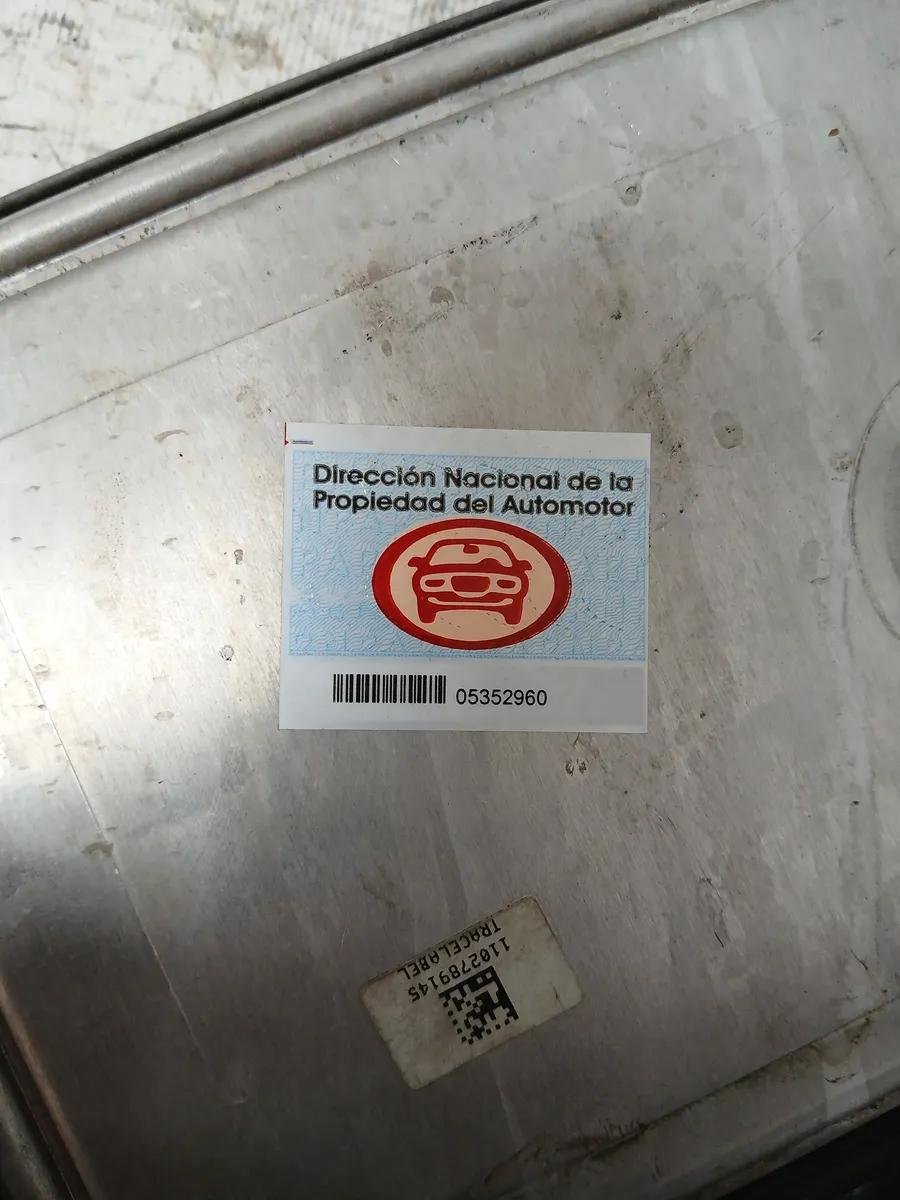 Dirección Nacional de la
Propiedad del Automotor
05352960
TRACELABEL
1102789145